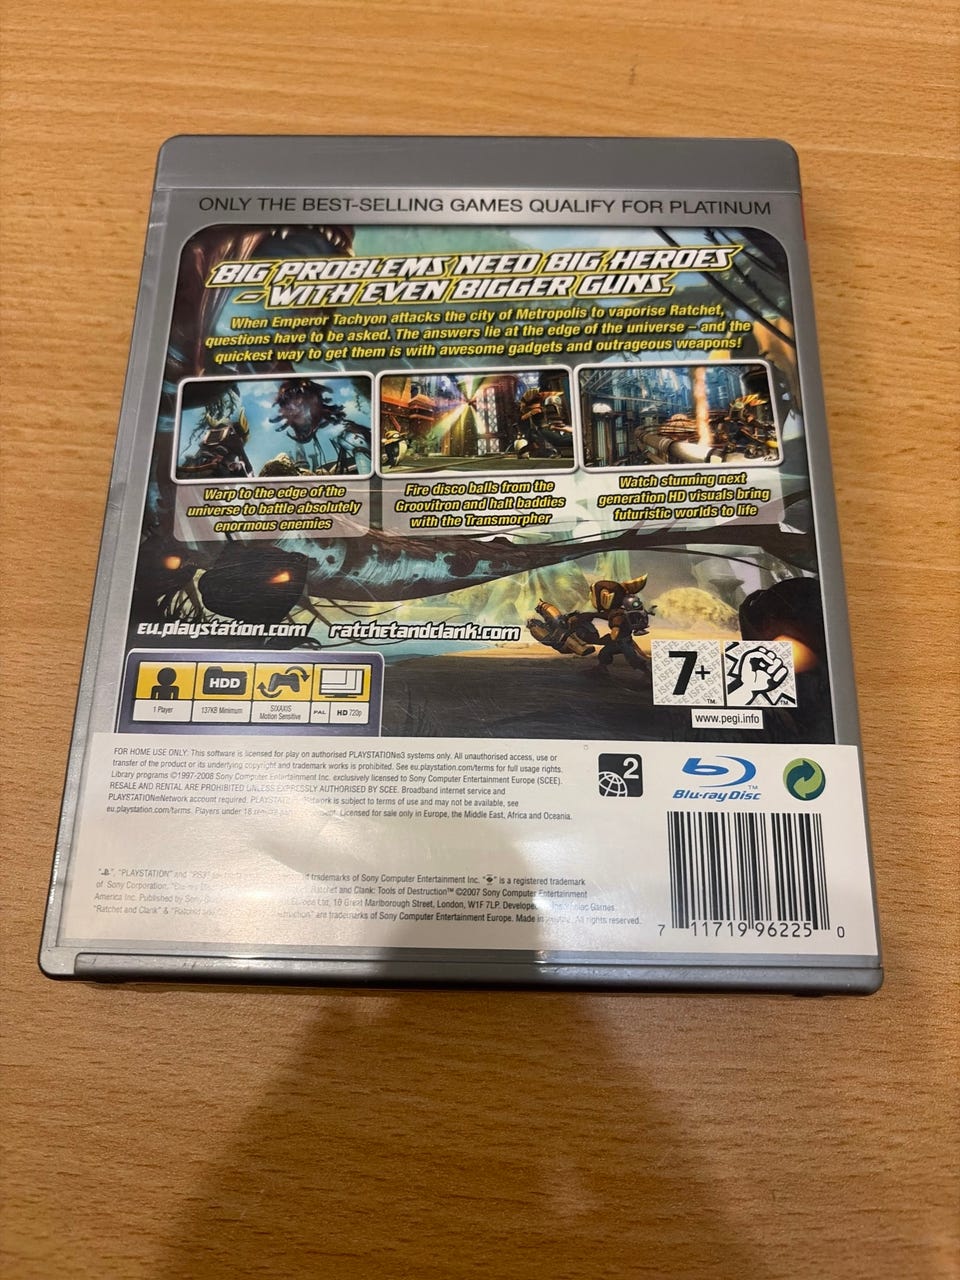 ONLY THE BEST-SELLING GAMES QUALIFY FOR PLATINUM
BIG PROBLEMS NEED BIG HEROES
– WITH EVEN BIGGER GUNS.
When Emperor Tachyon attacks the city of Metropolis to vaporise Ratchet,
questions have to be asked. The answers lie at the edge of the universe – and the
quickest way to get them is with awesome gadgets and outrageous weapons!
Warp to the edge of the
universe to battle absolutely
enormous enemies
Fire disco balls from the
Groovitron and halt baddies
with the Transmorpher
Watch stunning next
generation HD visuals bring
futuristic worlds to life
eu.playstation.com ratchetandclank.com
7+
www.pegi.info
HDD
1 Player
137KB Minimum
SIXAXIS
Motion Sensitive
PAL
HD 720p
FOR HOME USE ONLY. This software is licensed for play on authorised PLAYSTATION®3 systems only. All unauthorised access, use or
transfer of the product or its underlying copyright and trademark works is prohibited. See eu.playstation.com/terms for full usage rights.
Library programs ©1997-2008 Sony Computer Entertainment Inc. exclusively licensed to Sony Computer Entertainment Europe (SCEE).
RESALE AND RENTAL ARE PROHIBITED UNLESS EXPRESSLY AUTHORISED BY SCEE. Broadband internet service and
PLAYSTATION®Network account required. Network is subject to terms of use and may not be available, see
eu.playstation.com/terms. Players under 18 Licensed for sale only in Europe, the Middle East, Africa and Oceania.
2
Blu-ray Disc
TM
"PLAYSTATION" and "PS3" trademarks of Sony Computer Entertainment Inc. " " is a registered trademark
of Sony Corporation. Ratchet and Clank: Tools of Destruction™ ©2007 Sony Computer Entertainment
America Inc. Published by Europe Ltd, 10 Great Marlborough Street, London, W1F 7LP. Games.
"Ratchet and Clank" & are trademarks of Sony Computer Entertainment Europe. Made in All rights reserved.
7 11719 96225 0